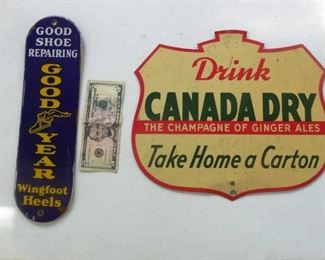 GOOD
SHOE
REPAIRING
GOOD YEAR
Wingfoot
Heels
Drink
CANADA DRY
THE CHAMPAGNE OF GINGER ALES
Take Home a Carton